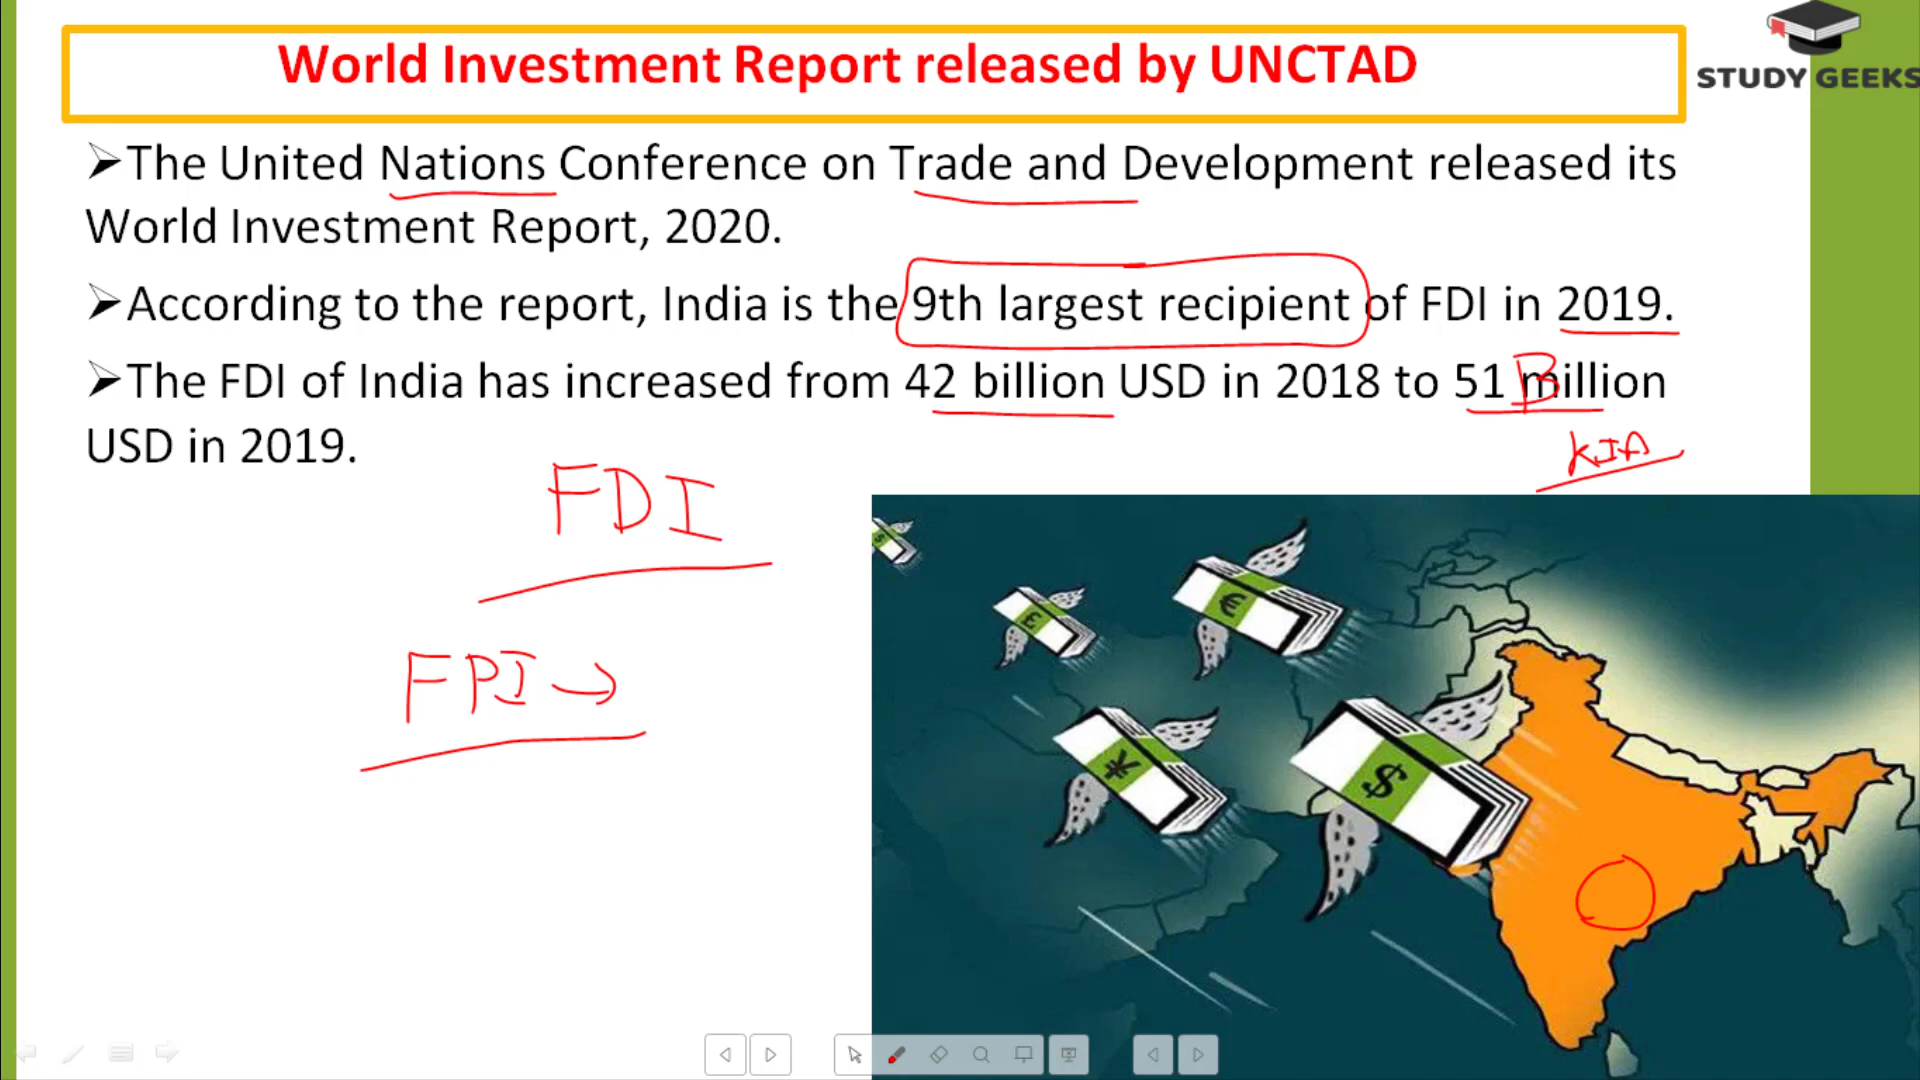 World Investment Report released by UNCTAD
STUDY GEEKS
➢The United Nations Conference on Trade and Development released its
World Investment Report, 2020.
➢According to the report, India is the 9th largest recipient of FDI in 2019.
➢The FDI of India has increased from 42 billion USD in 2018 to 51 million
B
USD in 2019.
KIA
FDI
FPI →
£
€
¥
$